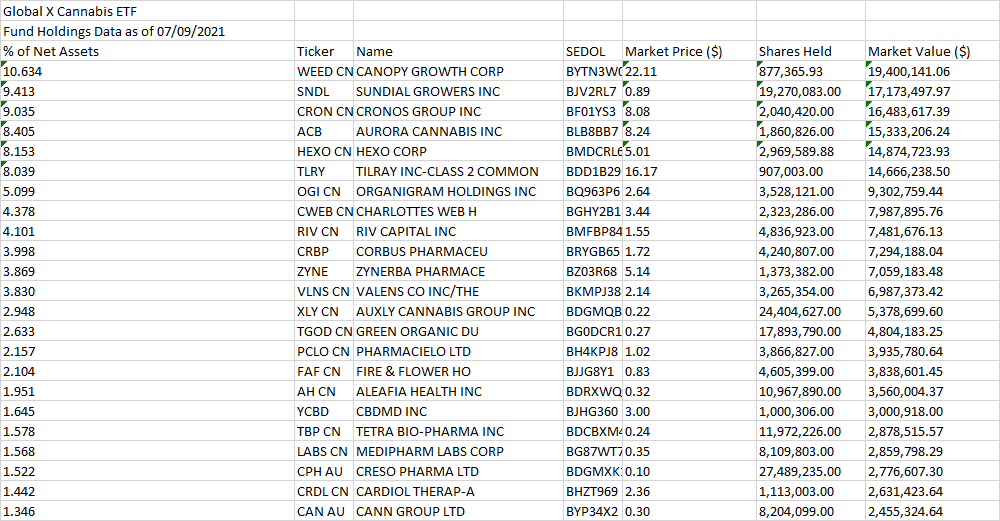 Global X Cannabis ETF
Fund Holdings Data as of 07/09/2021
% of Net Assets Ticker Name SEDOL Market Price ($) Shares Held Market Value ($)
10.634 WEED CN CANOPY GROWTH CORP BYTN3W 22.11 877,365.93 19,400,141.06
9.413 SNDL SUNDIAL GROWERS INC BJV2RL7 0.89 19,270,083.00 17,173,497.97
9.035 CRON CN CRONOS GROUP INC BF01YS3 8.08 2,040,420.00 16,483,617.39
8.405 ACB AURORA CANNABIS INC BLB8BB7 8.24 1,860,826.00 15,333,206.24
8.153 HEXO CN HEXO CORP BMDCRL6 5.01 2,969,589.88 14,874,723.93
8.039 TLRY TILRAY INC-CLASS 2 COMMON BDD1B29 16.17 907,003.00 14,666,238.50
5.099 OGI CN ORGANIGRAM HOLDINGS INC BQ963P6 2.64 3,528,121.00 9,302,759.44
4.378 CWEB CN CHARLOTTES WEB H BGHY2B1 3.44 2,323,286.00 7,987,895.76
4.101 RIV CN RIV CAPITAL INC BMFBP84 1.55 4,836,923.00 7,481,676.13
3.998 CRBP CORBUS PHARMACEU BRYGB65 1.72 4,240,807.00 7,294,188.04
3.869 ZYNE ZYNERBA PHARMACE BZ03R68 5.14 1,373,382.00 7,059,183.48
3.830 VLNS CN VALENS CO INC/THE BKMPJ38 2.14 3,265,354.00 6,987,373.42
2.948 XLY CN AUXLY CANNABIS GROUP INC BDGMQB 0.22 24,404,627.00 5,378,699.60
2.633 TGOD CN GREEN ORGANIC DU BG0DCR1 0.27 17,893,790.00 4,804,183.25
2.157 PCLO CN PHARMACIELO LTD BH4KPJ8 1.02 3,866,827.00 3,935,780.64
2.104 FAF CN FIRE & FLOWER HO BJJG8Y1 0.83 4,605,399.00 3,838,601.45
1.951 AH CN ALEAFIA HEALTH INC BDRXWQ 0.32 10,967,890.00 3,560,004.37
1.645 YCBD CBDMD INC BJHG360 3.00 1,000,306.00 3,000,918.00
1.578 TBP CN TETRA BIO-PHARMA INC BDCBXM4 0.24 11,972,226.00 2,878,515.57
1.568 LABS CN MEDIPHARM LABS CORP BG87WT7 0.35 8,109,803.00 2,859,798.29
1.522 CPH AU CRESO PHARMA LTD BDGMXK 0.10 27,489,235.00 2,776,607.30
1.442 CRDL CN CARDIOL THERAP-A BHZT969 2.36 1,113,003.00 2,631,423.64
1.346 CAN AU CANN GROUP LTD BYP34X2 0.30 8,204,099.00 2,455,324.64